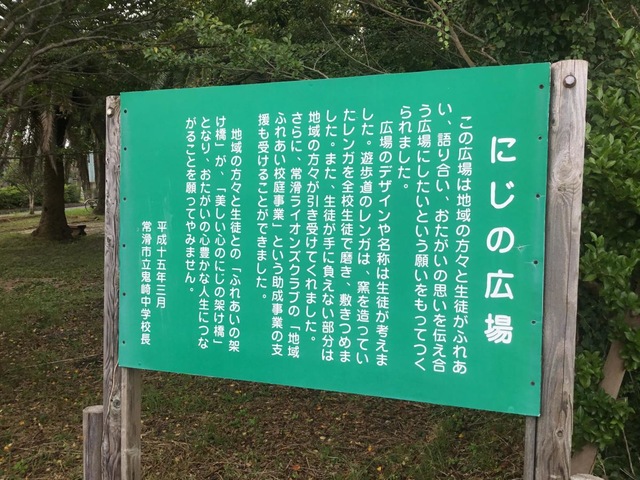 にじの広場
この広場は地域の方々と生徒がふれあ
い、語り合い、おたがいの思いを伝え合
う広場にしたいという願いをもってつく
られました。
広場のデザインや名称は生徒が考えま
した。遊歩道のレンガは、窯を造ってい
たレンガを全校生徒で磨き、敷きつめま
した。また、生徒が手に負えない部分は
地域の方々が引き受けてくれました。
さらに、常滑ライオンズクラブの「地域
ふれあい校庭事業」という助成事業の支
援も受けることができました。
地域の方々と生徒との「ふれあいの架
け橋」が、「美しい心のにじの架け橋」
となり、おたがいの心豊かな人生につな
がることを願ってやみません。
平成十五年三月
常滑市立鬼崎中学校長